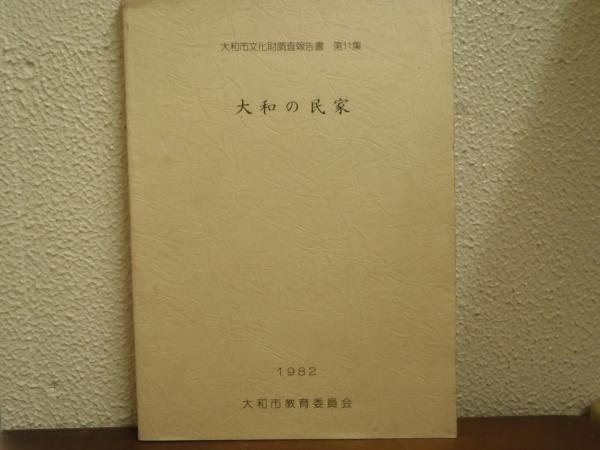 大和市文化財調査報告書 第11集
大和の民家
1982
大和市教育委員会